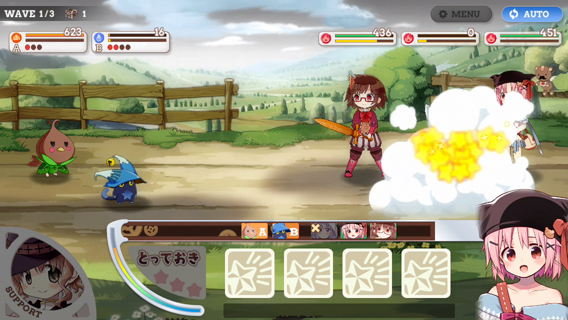 WAVE 1/3 1
MENU
AUTO
623
16
436
0
451
A
B
A
B
とっておき
SUPPORT